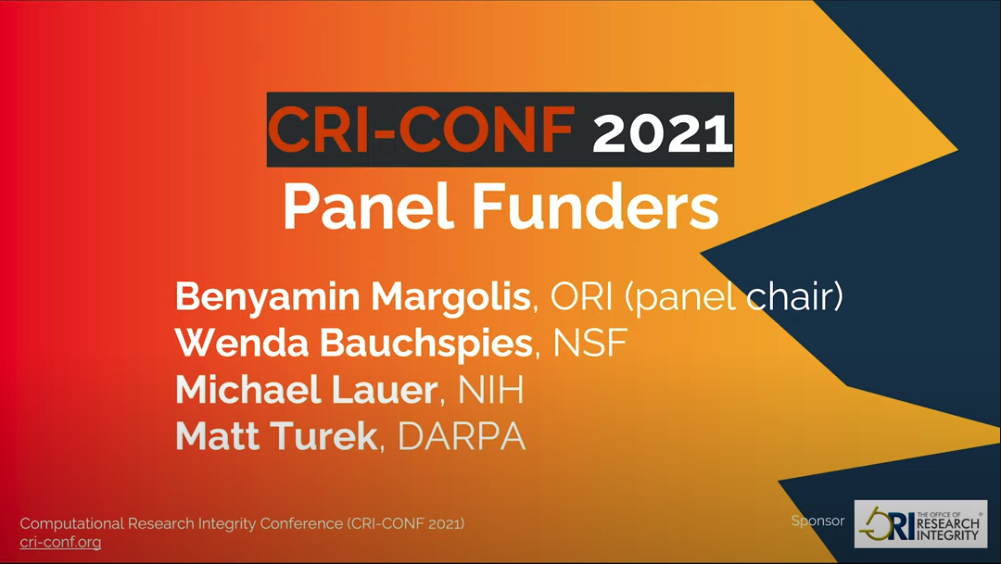 CRI-CONF 2021
Panel Funders
Benyamin Margolis, ORI (panel chair)
Wenda Bauchspies, NSF
Michael Lauer, NIH
Matt Turek, DARPA
Computational Research Integrity Conference (CRI-CONF 2021)
cri-conf.org
Sponsor
ORI THE OFFICE OF
RESEARCH
INTEGRITY